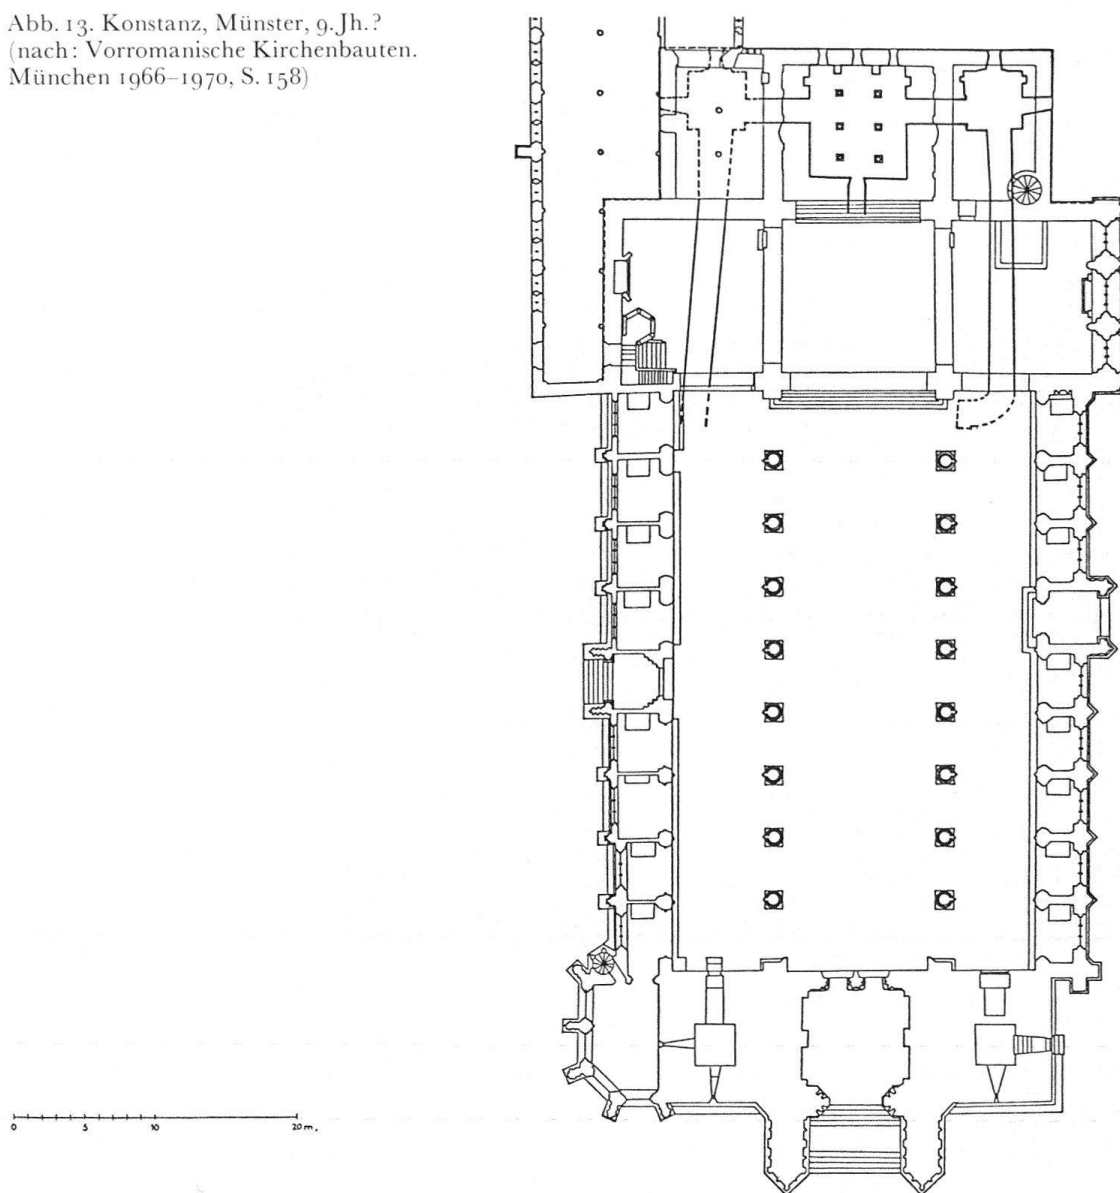 Abb. 13. Konstanz, Münster, 9. Jh.?
(nach: Vorromanische Kirchenbauten.
München 1966–1970, S. 158)
0 5 10 20 m.